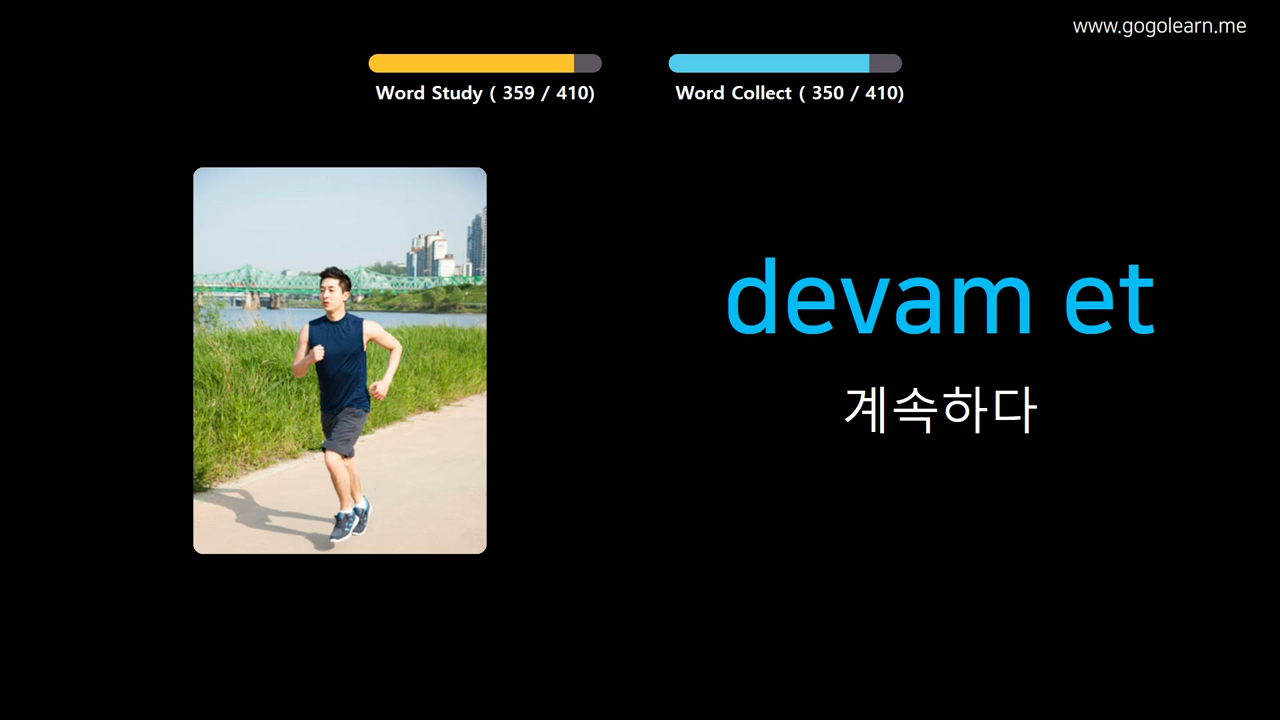 www.gogolearn.me
Word Study ( 359 / 410)
Word Collect ( 350 / 410)
devam et
계속하다